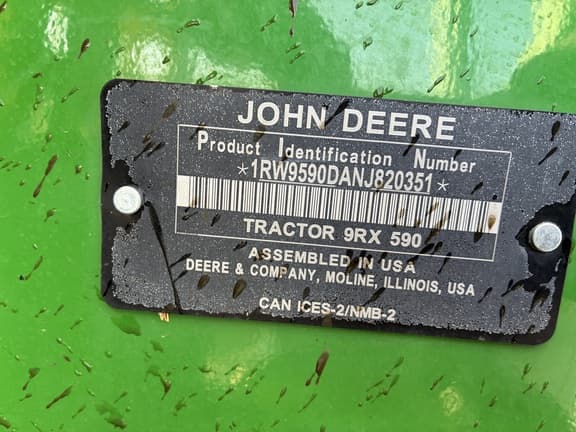 JOHN DEERE
Product Identification Number
*1RW9590DANJ820351*
TRACTOR 9RX 590
ASSEMBLED IN USA
DEERE & COMPANY, MOLINE, ILLINOIS, USA
CAN ICES-2/NMB-2